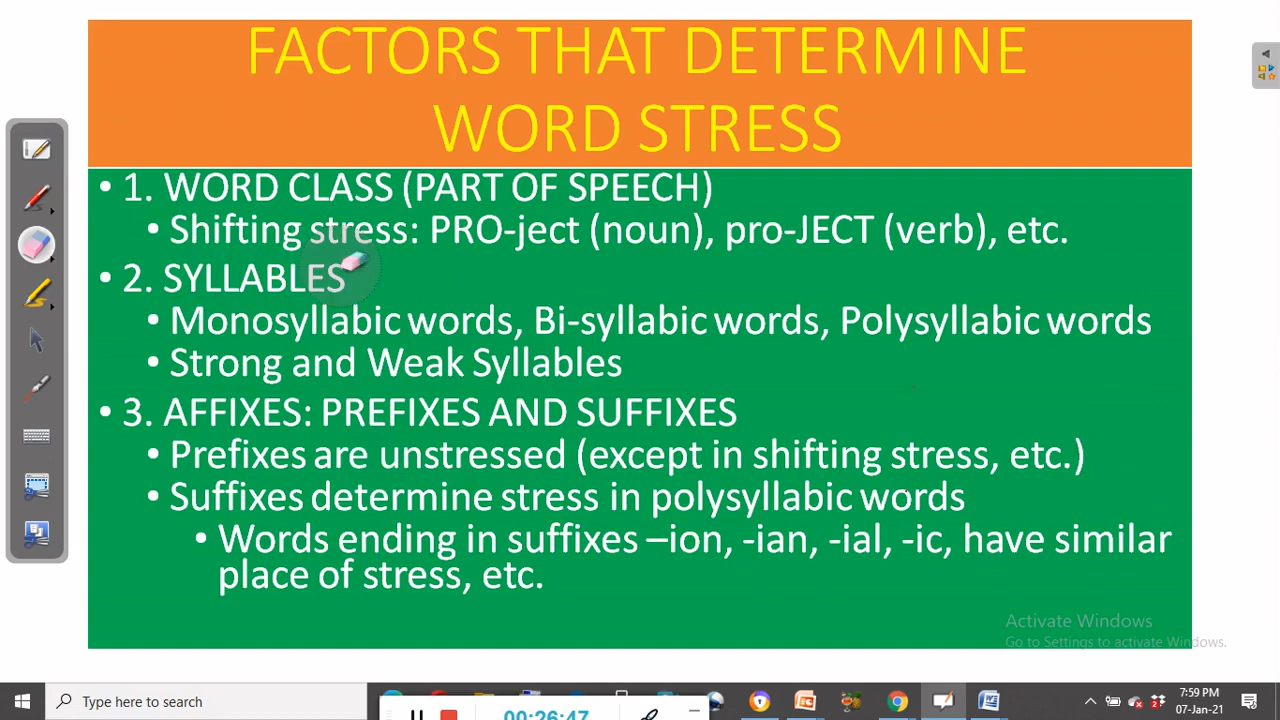 FACTORS THAT DETERMINE
WORD STRESS
• 1. WORD CLASS (PART OF SPEECH)
• Shifting stress: PRO-ject (noun), pro-JECT (verb), etc.
• 2. SYLLABLES
• Monosyllabic words, Bi-syllabic words, Polysyllabic words
• Strong and Weak Syllables
• 3. AFFIXES: PREFIXES AND SUFFIXES
• Prefixes are unstressed (except in shifting stress, etc.)
• Suffixes determine stress in polysyllabic words
• Words ending in suffixes –ion, -ian, -ial, -ic, have similar
place of stress, etc.
Activate Windows
Go to Settings to activate Windows.
Type here to search
00:26:47
7:59 PM
07-Jan-21